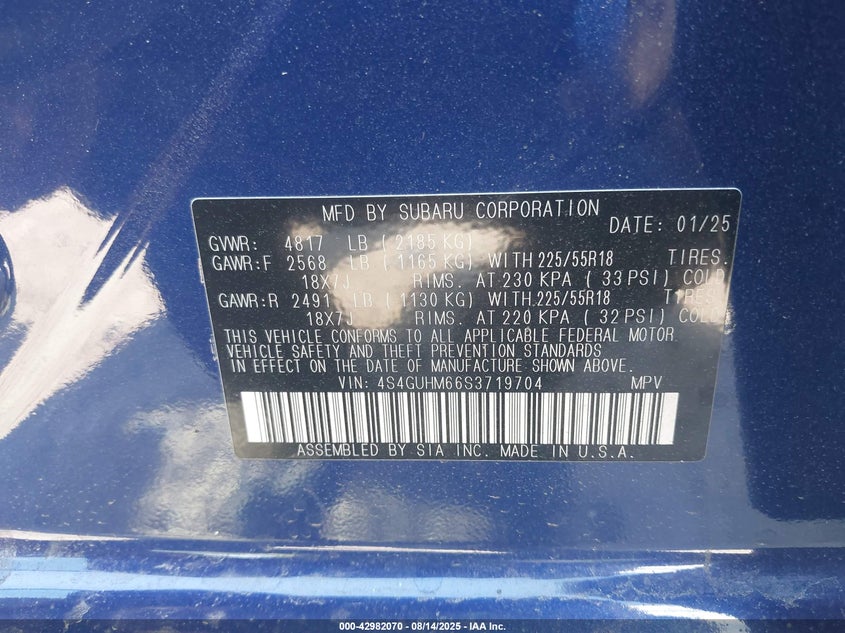 MFD BY SUBARU CORPORATION
DATE: 01/25
GVWR: 4817 LB ( 2185 KG)
GAWR:F 2568 LB ( 1165 KG) WITH 225/55R18 TIRES.
18X7J RIMS. AT 230 KPA ( 33 PSI) COLD
GAWR:R 2491 LB. ( 1130 KG) WITH.225/55R18 TIRES.
18X7J RIMS. AT 220 KPA ( 32 PSI) COLD
THIS VEHICLE CONFORMS TO ALL APPLICABLE FEDERAL MOTOR
VEHICLE SAFETY AND THEFT PREVENTION STANDARDS
IN EFFECT ON THE DATE OF MANUFACTURE SHOWN ABOVE.
VIN: 4S4GUHM66S3719704 MPV
ASSEMBLED BY SIA INC. MADE IN U.S.A.
000-42982070 - 08/14/2025 - IAA Inc.